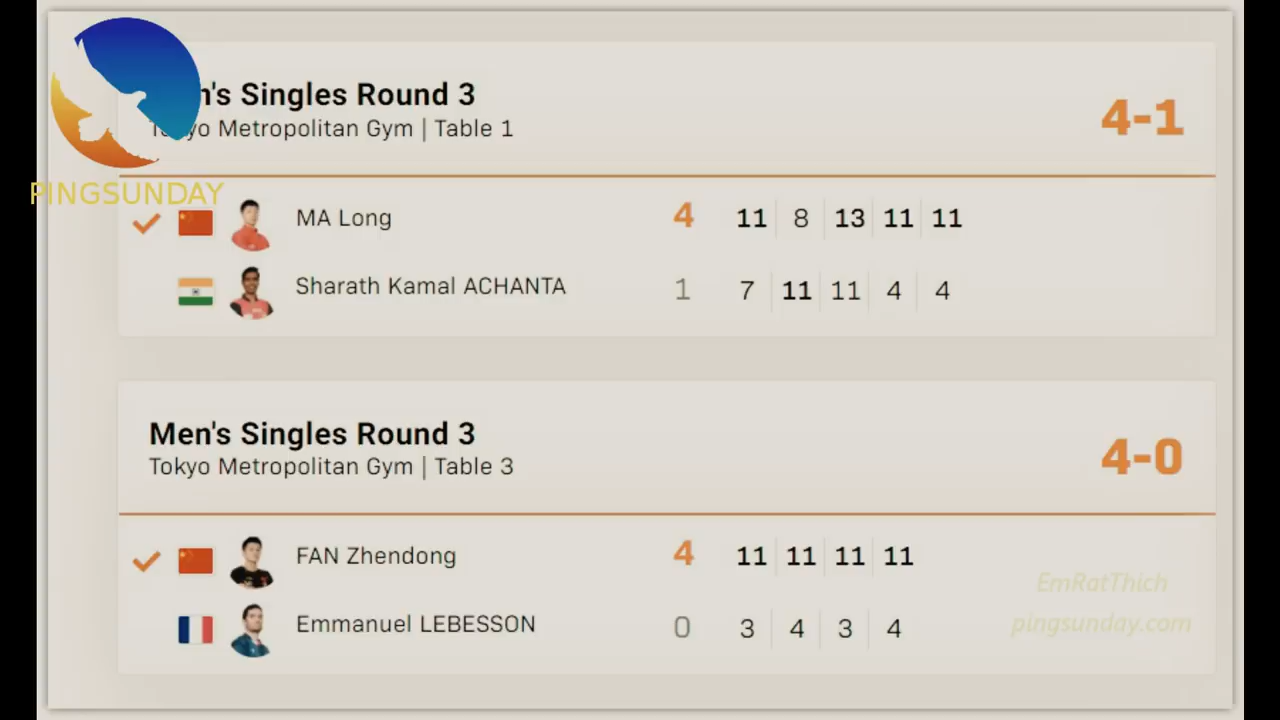 n's Singles Round 3
Tokyo Metropolitan Gym | Table 1
4-1
PINGSUNDAY
MA Long 4 11 8 13 11 11
Sharath Kamal ACHANTA 1 7 11 11 4 4
Men's Singles Round 3
Tokyo Metropolitan Gym | Table 3
4-0
FAN Zhendong 4 11 11 11 11
Emmanuel LEBESSON 0 3 4 3 4
EmRatThich
pingsunday.com